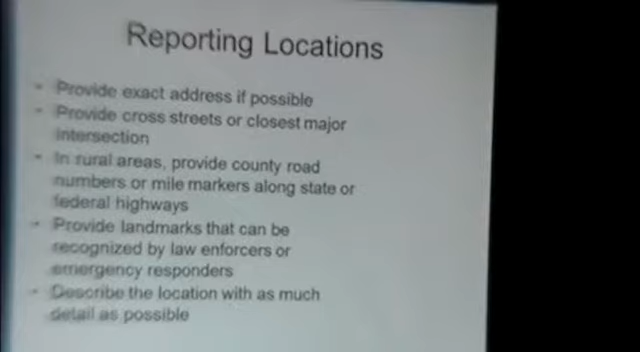 Reporting Locations
- Provide exact address if possible
- Provide cross streets or closest major
intersection
- In rural areas, provide county road
numbers or mile markers along state or
federal highways
- Provide landmarks that can be
recognized by law enforcers or
emergency responders
- Describe the location with as much
detail as possible